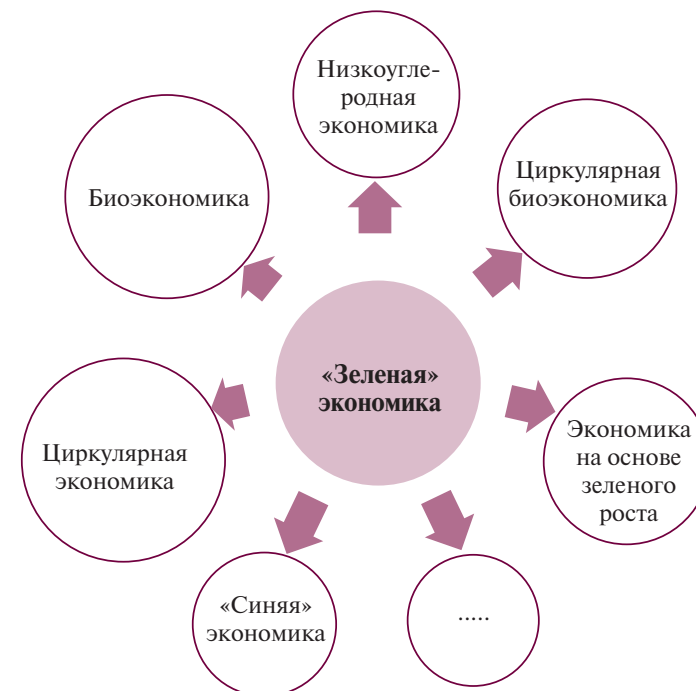 Низкоугле-
родная
экономика
Биоэкономика
Циркулярная
биоэкономика
«Зеленая»
экономика
Циркулярная
экономика
Экономика
на основе
зеленого
роста
«Синяя»
экономика
.....